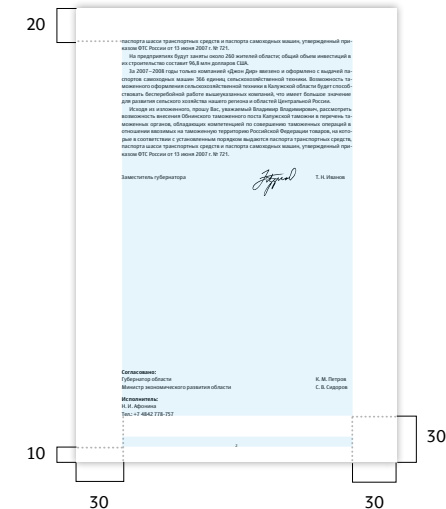 20
паспорта шасси транспортных средств и паспорта самоходных машин, утвержденный при-
казом ФТС России от 13 июня 2007 г. № 721.
На предприятиях будут заняты около 260 жителей области; общий объем инвестиций в
их строительство составит 96,8 млн долларов США.
За 2007—2008 годы только компанией «Джон Дир» ввезено и оформлено с выдачей па-
спортов самоходных машин 366 единиц сельскохозяйственной техники. Возможность та-
моженного оформления сельскохозяйственной техники в Калужской области будет способ-
ствовать бесперебойной работе вышеуказанных компаний, что имеет большое значение
для развития сельского хозяйства нашего региона и областей Центральной России.
Исходя из изложенного, прошу Вас, уважаемый Владимир Владимирович, рассмотреть
возможность внесения Обнинского таможенного поста Калужской таможни в перечень та-
моженных органов, обладающих компетенцией по совершению таможенных операций в
отношении ввозимых на таможенную территорию Российской Федерации товаров, на кото-
рые в соответствии с установленным порядком выдаются паспорта транспортных средств,
паспорта шасси транспортных средств и паспорта самоходных машин, утвержденный при-
казом ФТС России от 13 июня 2007 г. № 721.
Заместитель губернатора Т. Н. Иванов
Согласовано:
Губернатор области К. М. Петров
Министр экономического развития области С. В. Сидоров
Исполнитель:
Н. И. Афонина
Тел.: +7 4842 778-757
2
30
10
30 30